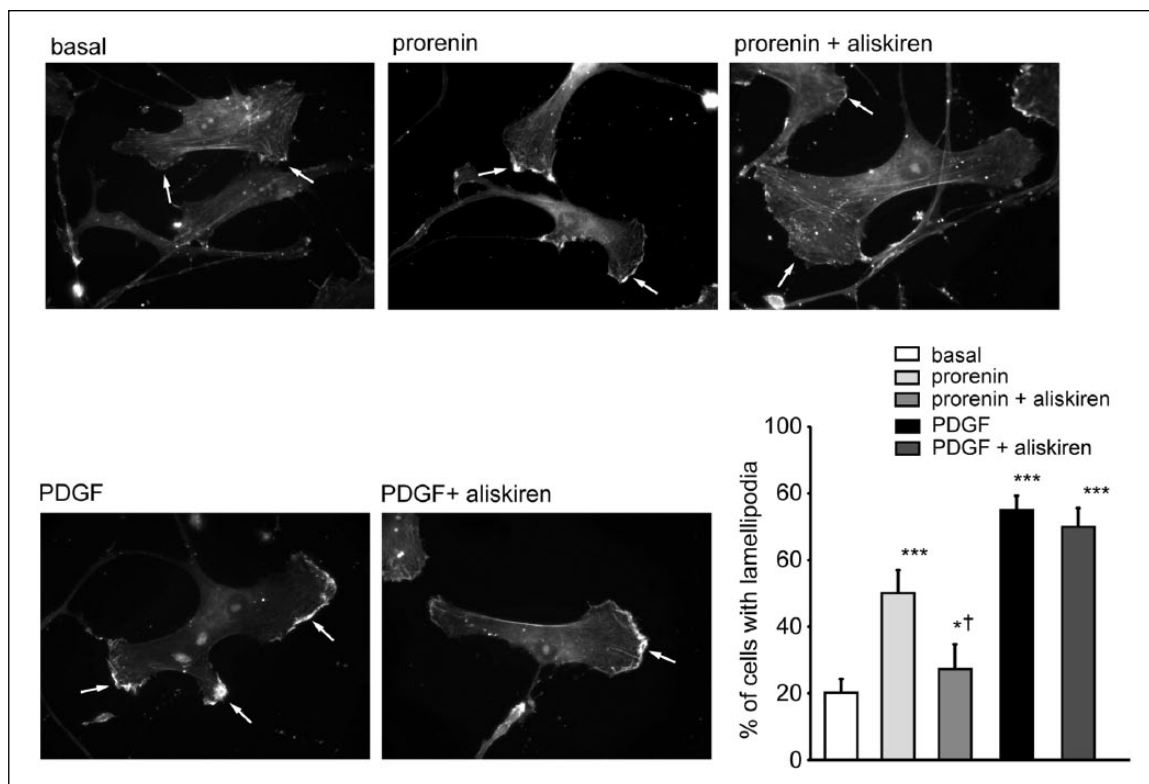 basal
prorenin
prorenin + aliskiren
PDGF
PDGF+ aliskiren
basal
prorenin
prorenin + aliskiren
PDGF
PDGF + aliskiren
% of cells with lamellipodia
100
60
60
40
20
0
***
*†
***
***